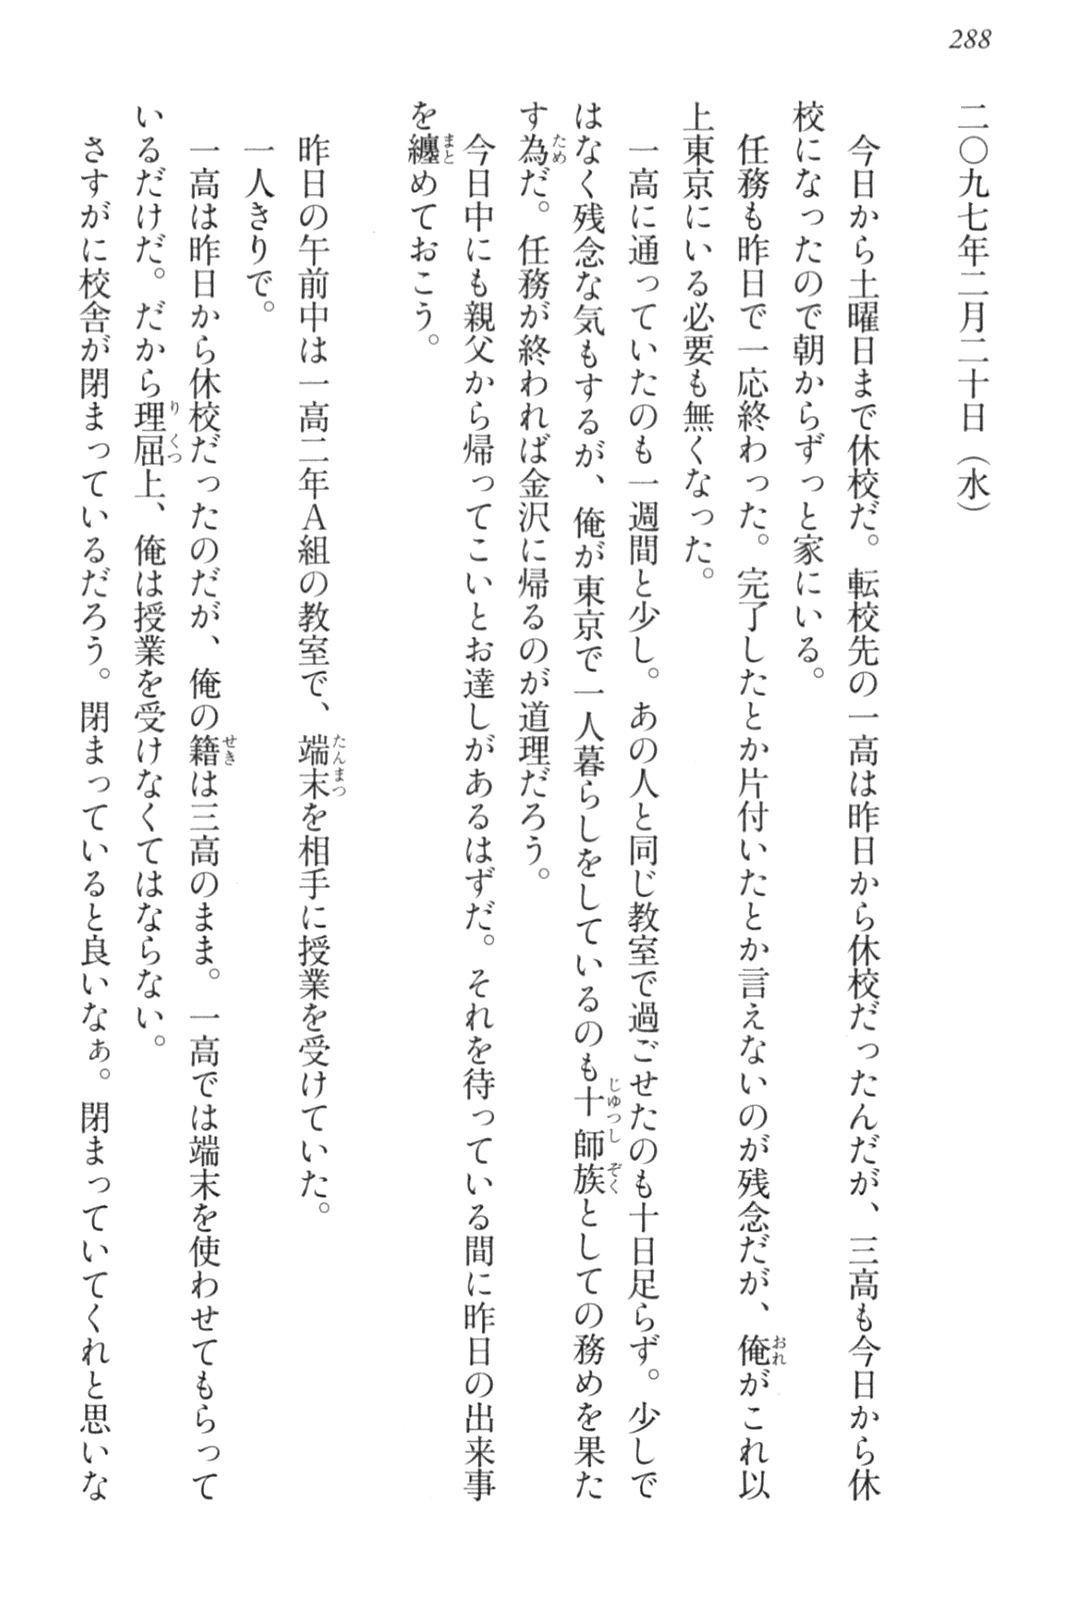 288
二〇九七年二月二十日（水）
今日から土曜日まで休校だ。転校先の一高は昨日から休校だったんだが、三高も今日から休
校になったので朝からずっと家にいる。
任務も昨日で一応終わった。完了したとか片付いたとか言えないのが残念だが、俺がこれ以
上東京にいる必要も無くなった。
一高に通っていたのも一週間と少し。あの人と同じ教室で過ごせたのも十日足らず。少しで
はなく残念な気もするが、俺が東京で一人暮らしをしているのも十師族としての務めを果た
す為だ。任務が終われば金沢に帰るのが道理だろう。
今日中にも親父から帰ってこいとお達しがあるはずだ。それを待っている間に昨日の出来事
を纏めておこう。
昨日の午前中は一高二年Ａ組の教室で、端末を相手に授業を受けていた。
一人きりで。
一高は昨日から休校だったのだが、俺の籍は三高のまま。一高では端末を使わせてもらって
いるだけだ。だから理屈上、俺は授業を受けなくてはならない。
さすがに校舎が閉まっているだろう。閉まっていると良いなぁ。閉まっていてくれと思いな